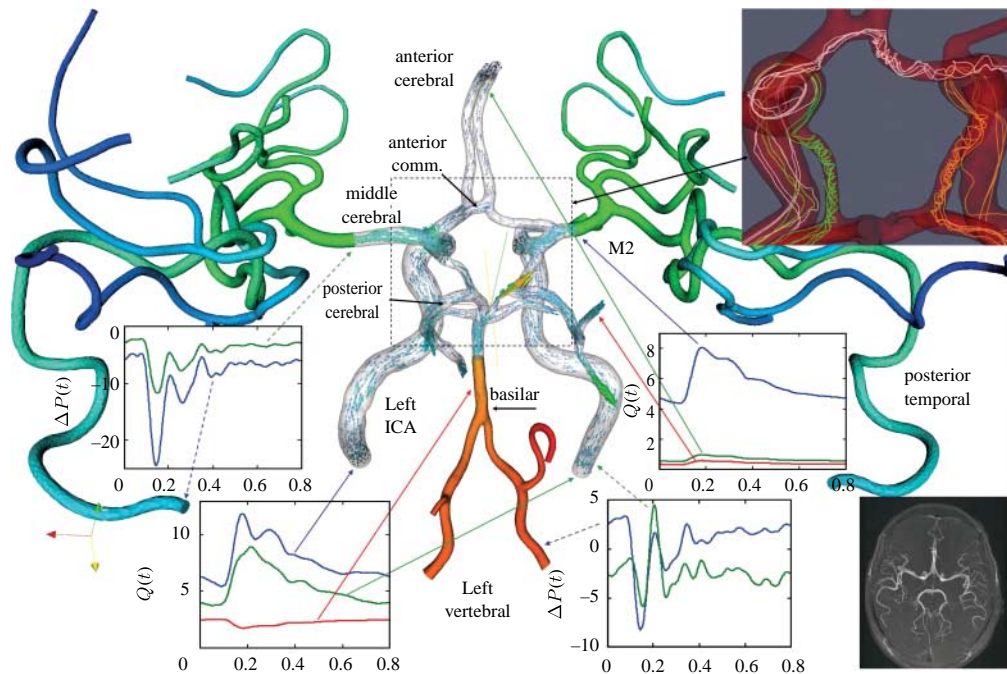 anterior
cerebral
anterior
comm.
middle
cerebral
M2
posterior
cerebral
0
−10
−20
ΔP(t)
0 0.2 0.4 0.6 0.8
Left
ICA
basilar
8
6
4
2
Q(t)
0 0.2 0.4 0.6 0.8
posterior
temporal
10
5
Q(t)
0 0.2 0.4 0.6 0.8
Left
vertebral
5
0
−5
−10
ΔP(t)
0 0.2 0.4 0.6 0.8